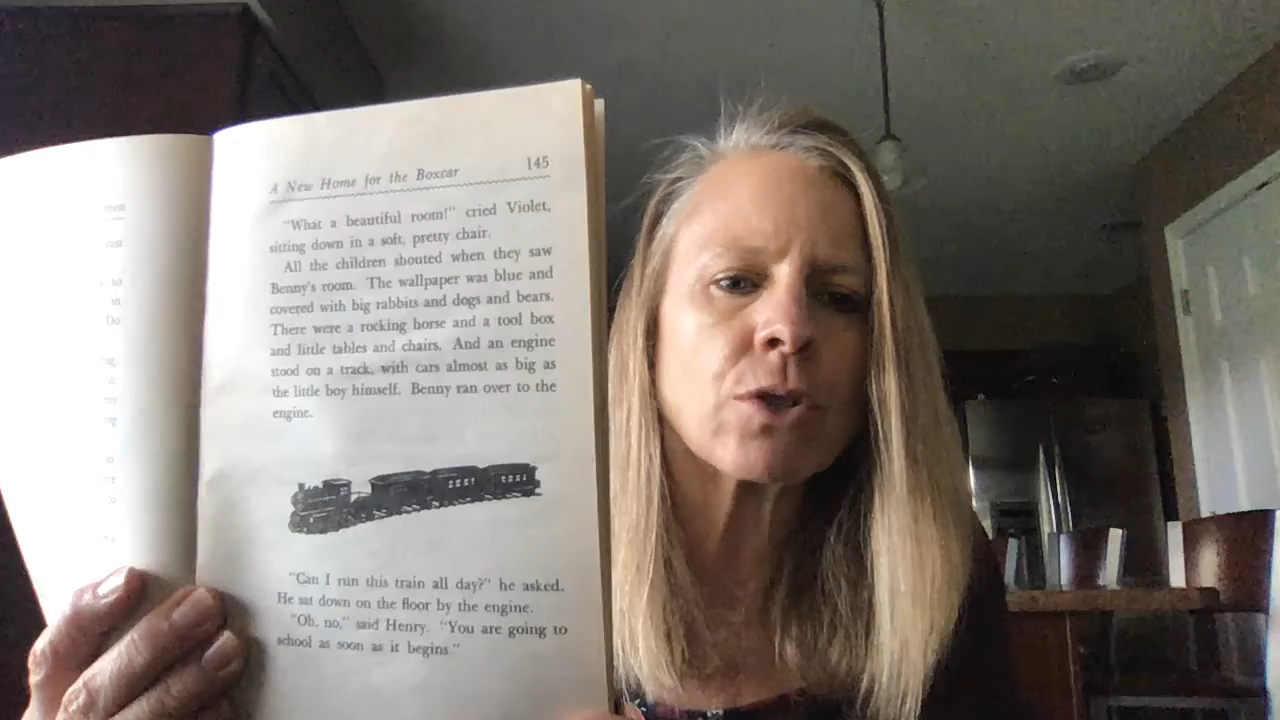 A New Home for the Boxcar 145
"What a beautiful room!" cried Violet,
sitting down in a soft, pretty chair.
All the children shouted when they saw
Benny's room. The wallpaper was blue and
covered with big rabbits and dogs and bears.
There were a rocking horse and a tool box
and little tables and chairs. And an engine
stood on a track, with cars almost as big as
the little boy himself. Benny ran over to the
engine.
"Can I run this train all day?" he asked.
He sat down on the floor by the engine.
"Oh, no," said Henry. "You are going to
school as soon as it begins"